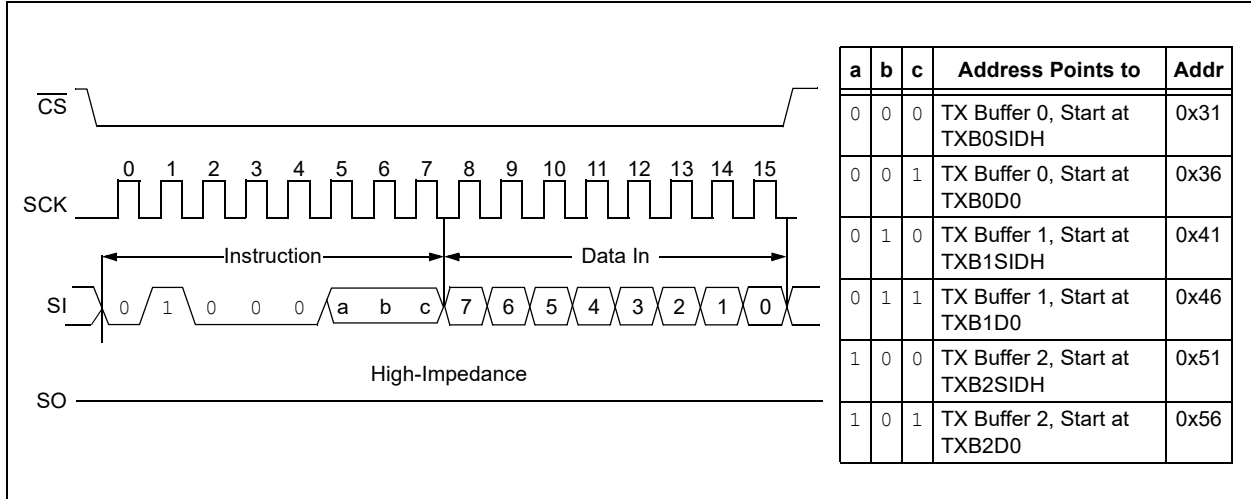 CS
0 1 2 3 4 5 6 7 8 9 10 11 12 13 14 15
SCK
Instruction Data In
SI 0 1 0 0 0 a b c 7 6 5 4 3 2 1 0
High-Impedance
SO
a b c Address Points to Addr
0 0 0 TX Buffer 0, Start at 0x31
TXB0SIDH
0 0 1 TX Buffer 0, Start at 0x36
TXB0D0
0 1 0 TX Buffer 1, Start at 0x41
TXB1SIDH
0 1 1 TX Buffer 1, Start at 0x46
TXB1D0
1 0 0 TX Buffer 2, Start at 0x51
TXB2SIDH
1 0 1 TX Buffer 2, Start at 0x56
TXB2D0